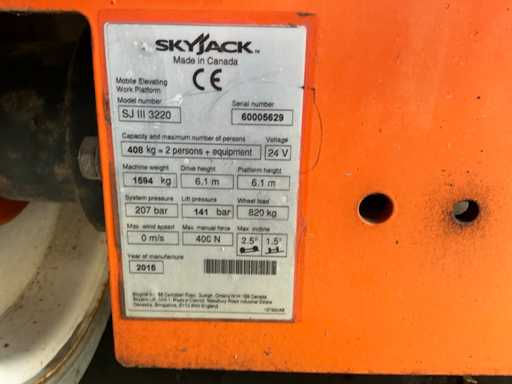 SKYJACK™
Made in Canada
CE
Mobile Elevating
Work Platform
Model number Serial number
SJ III 3220 60005629
Capacity and maximum number of persons Voltage
408 kg = 2 persons + equipment 24 V
Machine weight Drive height Platform height
1594 kg 6.1 m 6.1 m
System pressure Lift pressure Wheel load
207 bar 141 bar 820 kg
Max. wind speed Max. manual force Max. incline
0 m/s 400 N 2.5° 1.5°
Year of manufacture
2015